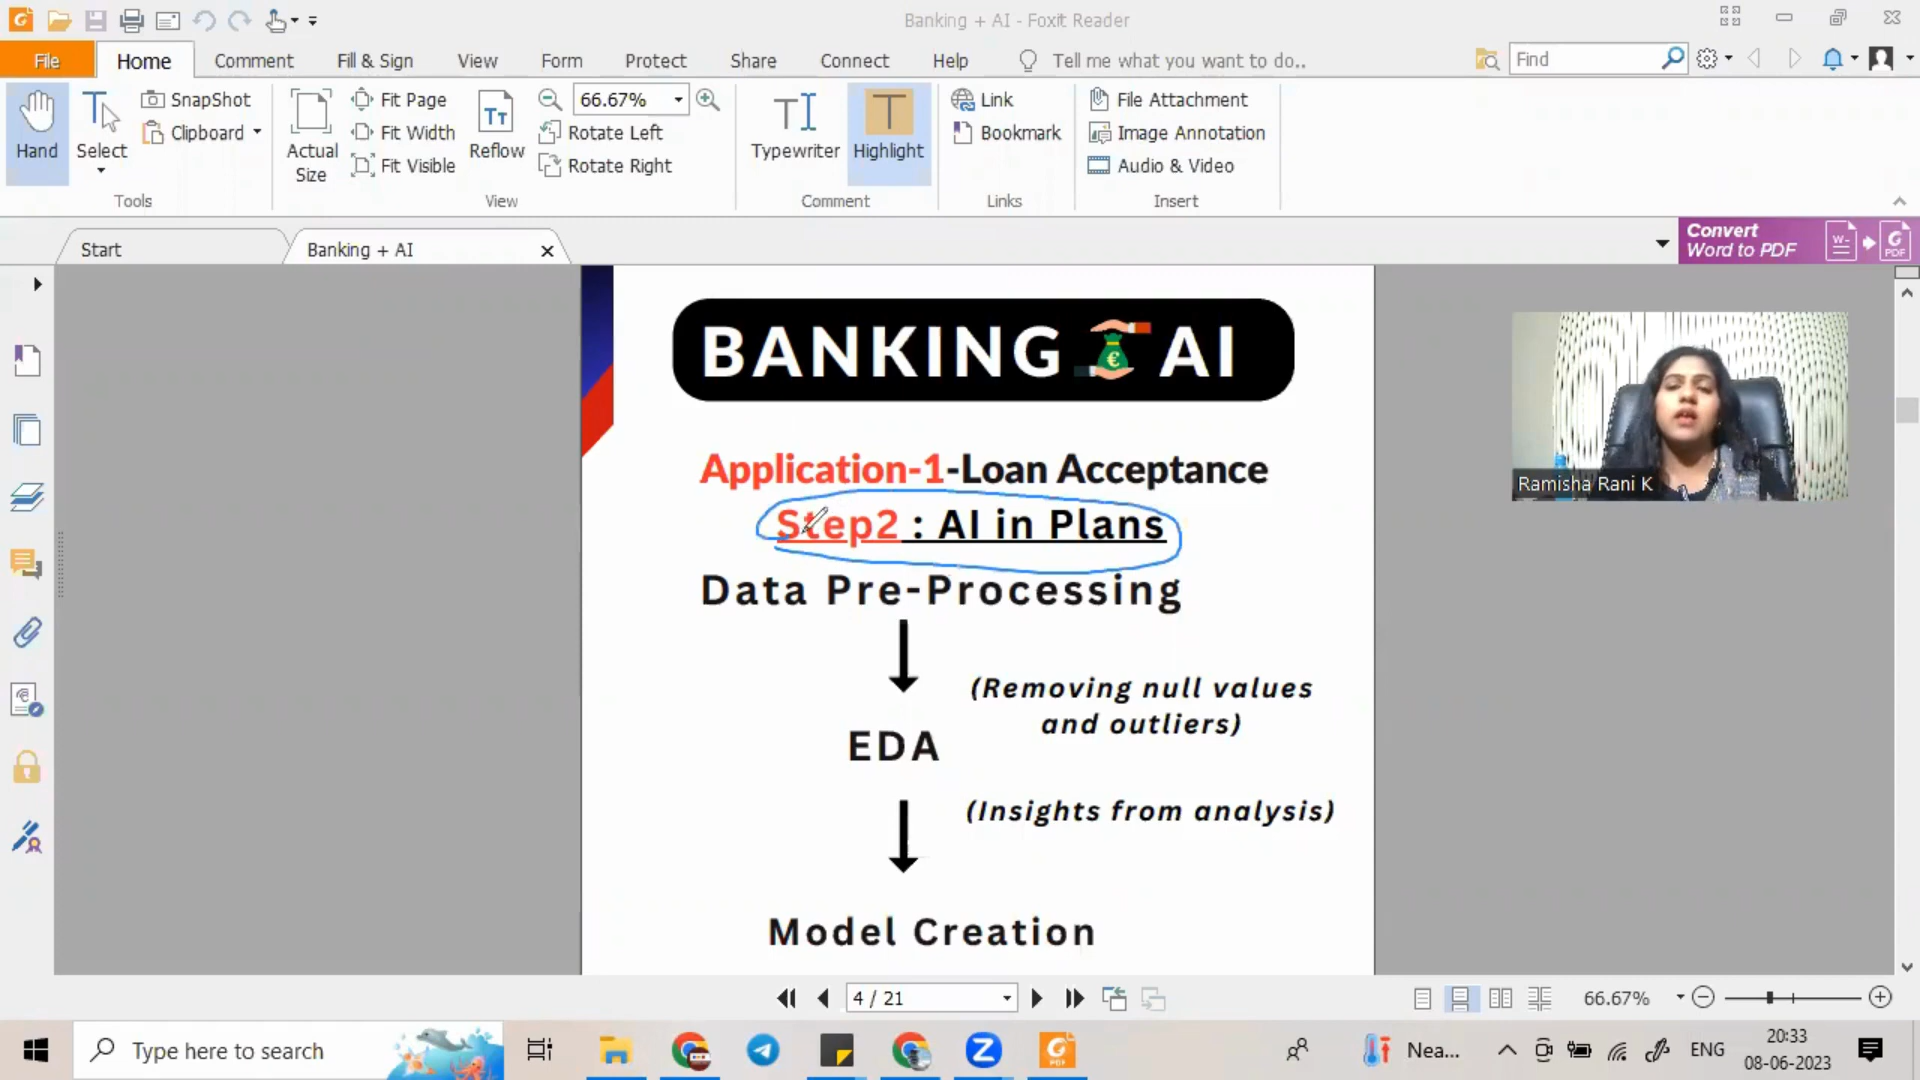 Banking + AI - Foxit Reader
File Home Comment Fill & Sign View Form Protect Share Connect Help Tell me what you want to do.. Find
Hand
Select
SnapShot
Clipboard
Tools
Actual
Size
Fit Page
Fit Width
Fit Visible
Reflow
66.67%
Rotate Left
Rotate Right
View
Typewriter
Highlight
Comment
Link
Bookmark
Links
File Attachment
Image Annotation
Audio & Video
Insert
Start
Banking + AI
Convert
Word to PDF
BANKING AI
Application-1-Loan Acceptance
Step2 : AI in Plans
Data Pre-Processing
(Removing null values
and outliers)
EDA
(Insights from analysis)
Model Creation
Ramisha Rani K
4 / 21
66.67%
Type here to search
Nea...
ENG
20:33
08-06-2023